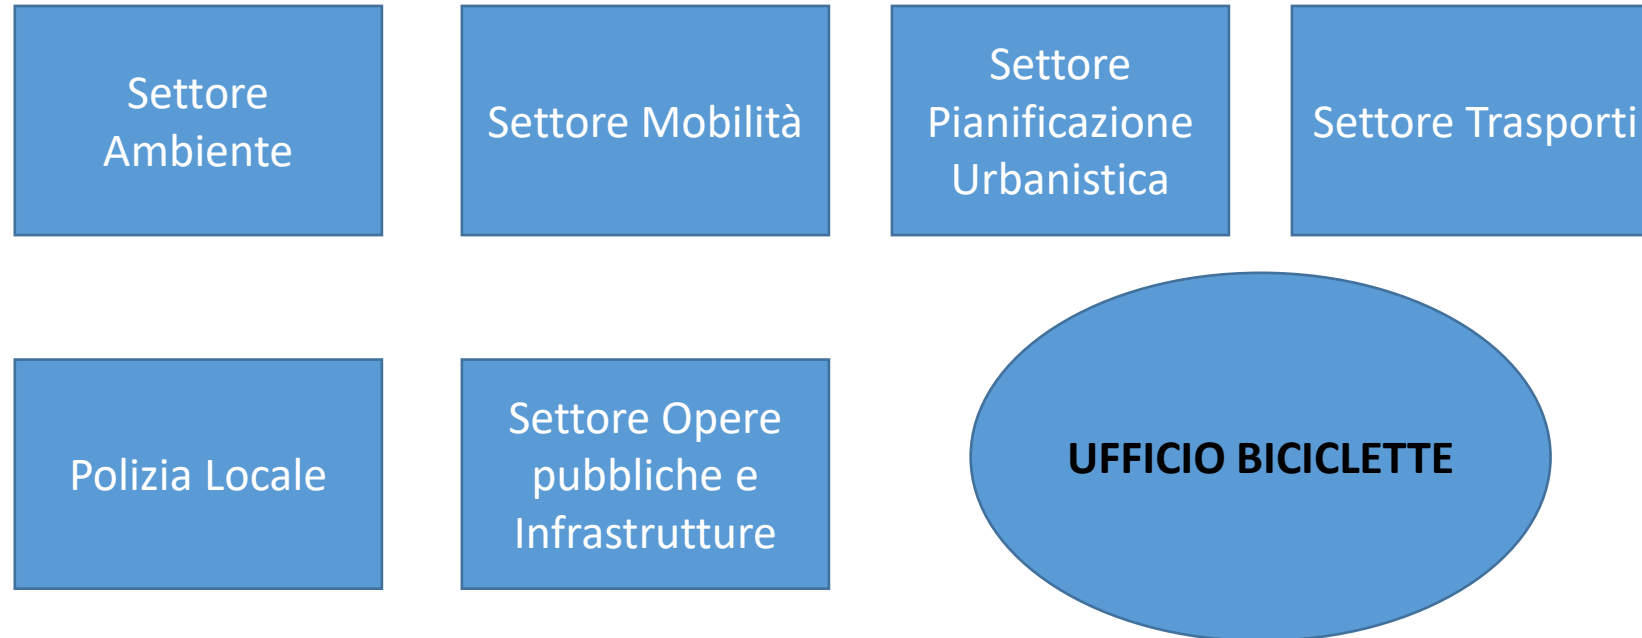 Settore
Ambiente
Settore Mobilità
Settore
Pianificazione
Urbanistica
Settore Trasporti
Polizia Locale
Settore Opere
pubbliche e
Infrastrutture
UFFICIO BICICLETTE